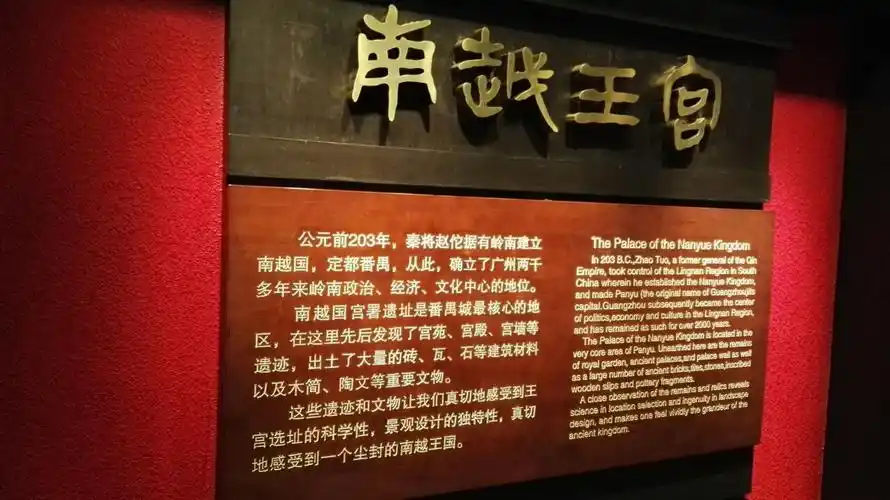 南越王宫
公元前203年，秦将赵佗据有岭南建立
南越国，定都番禺，从此，确立了广州两千
多年来岭南政治、经济、文化中心的地位。
南越国宫署遗址是番禺城最核心的地
区，在这里先后发现了宫苑、宫殿、宫墙等
遗迹，出土了大量的砖、瓦、石等建筑材料
以及木简、陶文等重要文物。
这些遗迹和文物让我们真切地感受到王
宫选址的科学性，景观设计的独特性，真切
地感受到一个尘封的南越王国。
The Palace of the Nanyue Kingdom
In 203 B.C.,Zhao Tuo, a former general of the Qin
Empire, took control of the Lingnan Region in South
China wherein he established the Nanyue Kingdom,
and made Panyu (the original name of Guangzhou)its
capital.Guangzhou subsequently became the center
of politics,economy and culture in the Lingnan Region,
and has remained as such for over 2000 years.
The Palace of the Nanyue Kingdom is located in the
very core area of Panyu. Unearthed here are the remains
of royal garden, ancient palaces,and palace wall as well
as a large number of ancient bricks,tiles,stones,inscribed
wooden slips and pottery fragments.
A close observation of the remains and relics reveals
science in location selection and ingenuity in landscape
design, and makes one feel vividly the grandeur of the
ancient kingdom.